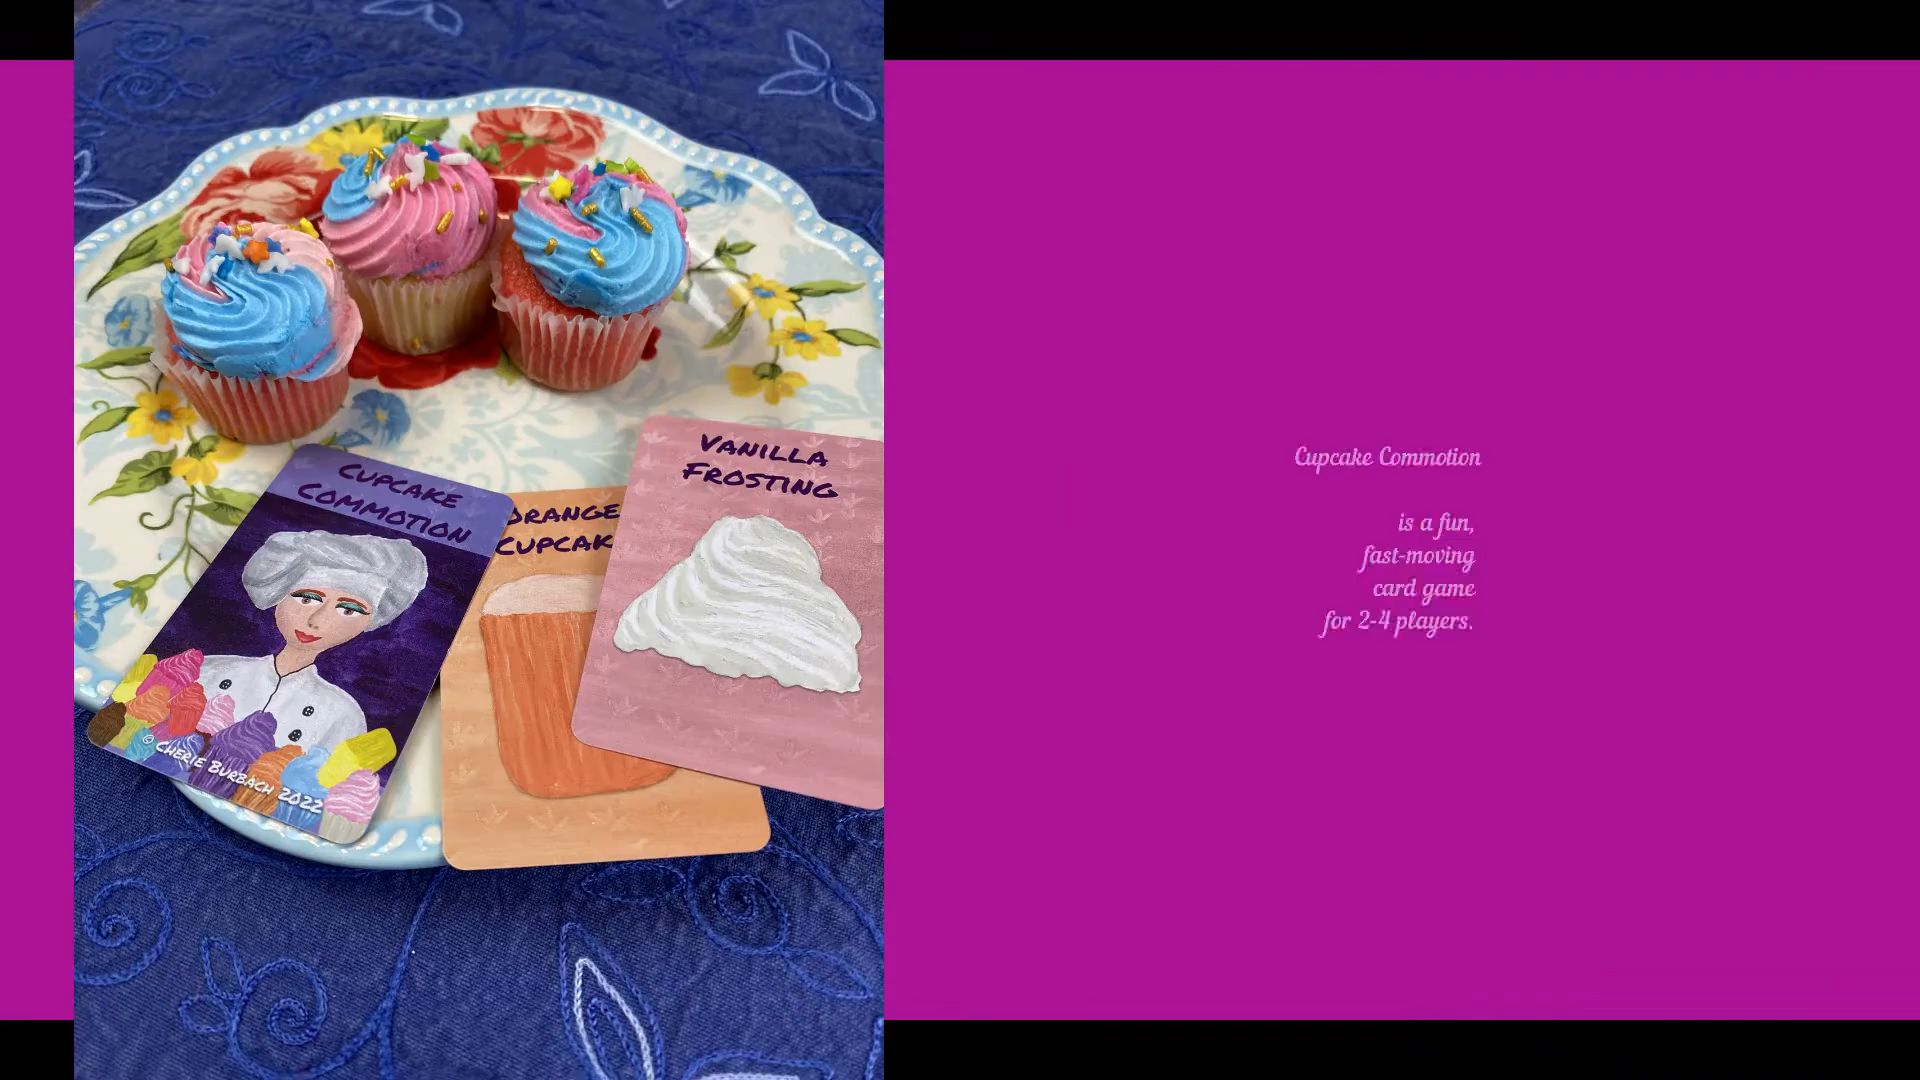 CUPCAKE
COMMOTION
© CHERIE BURBACH 2022
ORANGE
CUPCAK
VANILLA
FROSTING
Cupcake Commotion
is a fun,
fast-moving
card game
for 2-4 players.